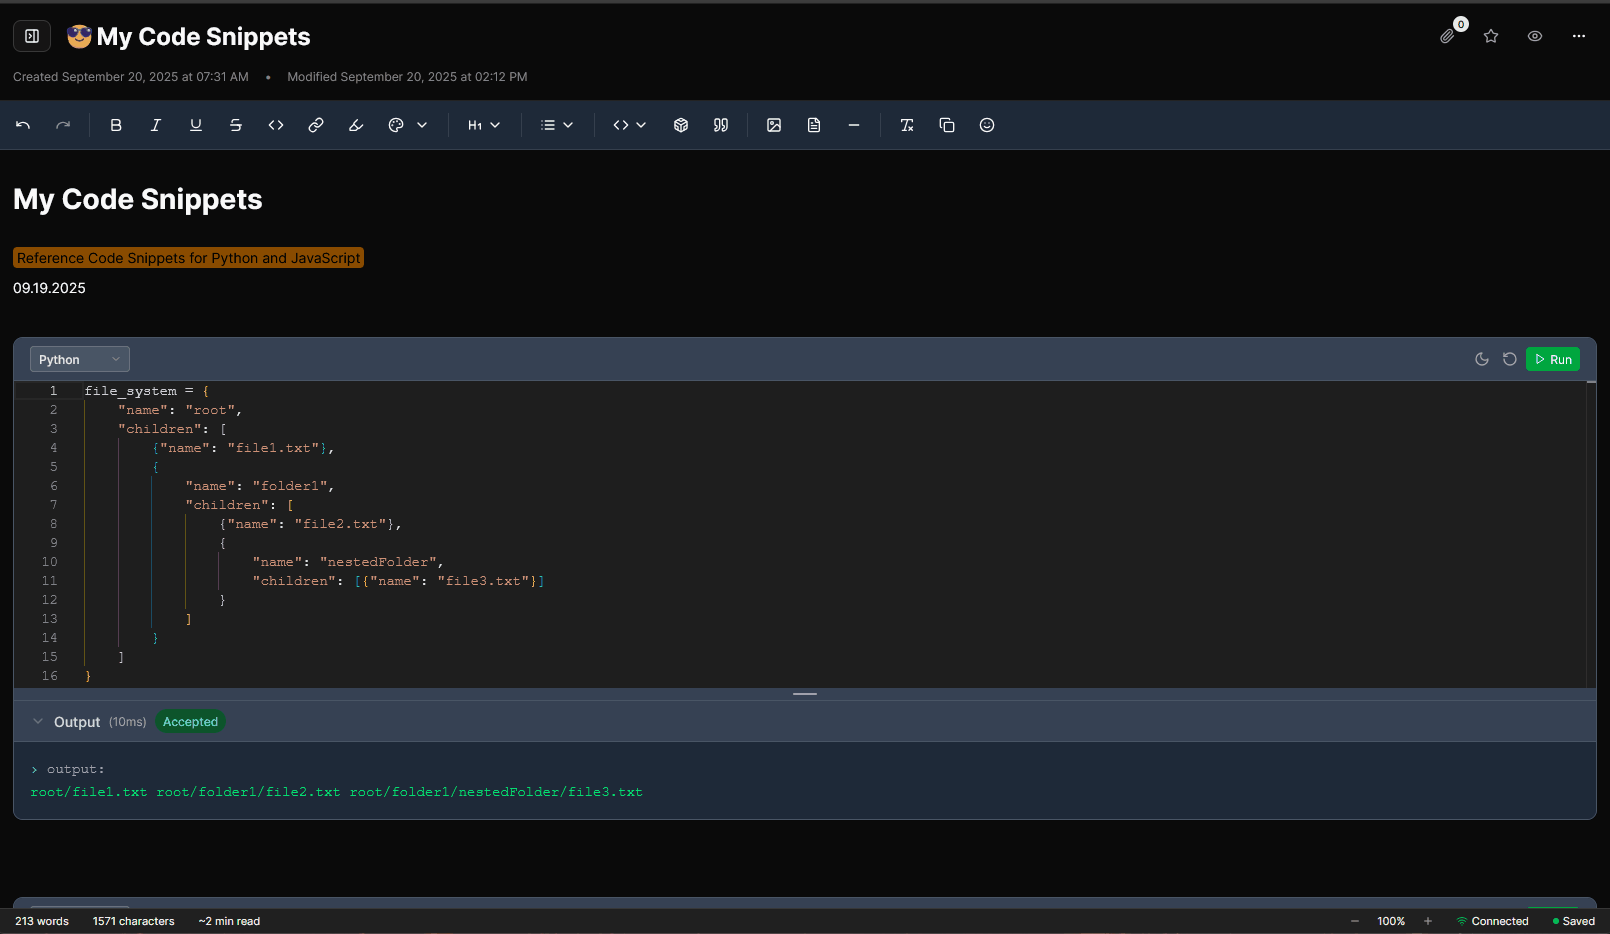 My Code Snippets
0
Created September 20, 2025 at 07:31 AM • Modified September 20, 2025 at 02:12 PM
B I U S H1
My Code Snippets
Reference Code Snippets for Python and JavaScript
09.19.2025
Python
Run
1 file_system = {
2     "name": "root",
3     "children": [
4         {"name": "file1.txt"},
5         {
6             "name": "folder1",
7             "children": [
8                 {"name": "file2.txt"},
9                 {
10                     "name": "nestedFolder",
11                     "children": [{"name": "file3.txt"}]
12                 }
13             ]
14         }
15     ]
16 }
Output (10ms) Accepted
› output:
root/file1.txt root/folder1/file2.txt root/folder1/nestedFolder/file3.txt
213 words 1571 characters ~2 min read − 100% + Connected Saved